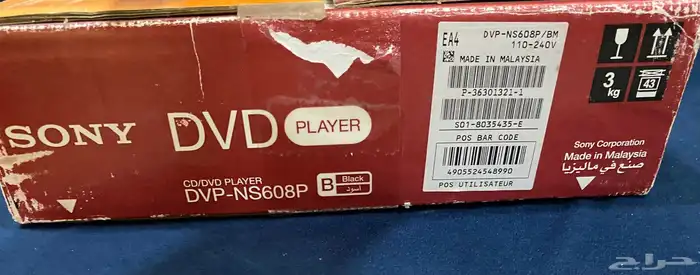 SONY
DVD PLAYER
CD/DVD PLAYER
DVP-NS608P
B Black
أسود
EA4
DVP-NS608P/BM
110-240V
MADE IN MALAYSIA
P-36301321-1
S01-8035435-E
POS BAR CODE
4905524548990
POS UTILISATEUR
3
kg
43
Sony Corporation
Made in Malaysia
صنع في ماليزيا
حراج